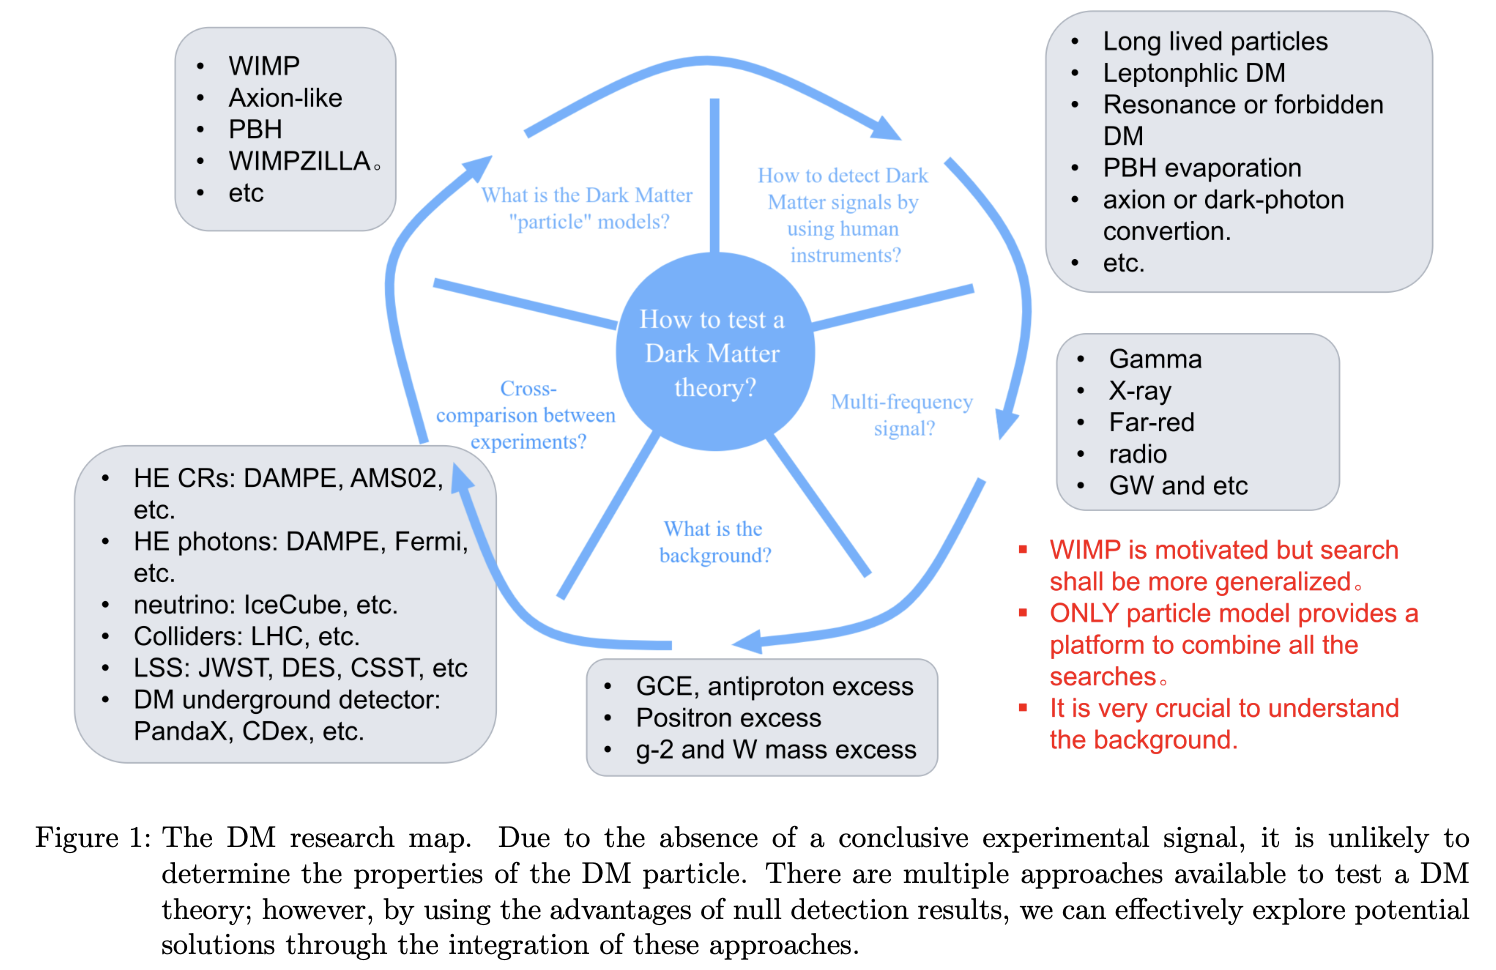 • WIMP
• Axion-like
• PBH
• WIMPZILLA。
• etc
• Long lived particles
• Leptonphlic DM
• Resonance or forbidden
DM
• PBH evaporation
• axion or dark-photon
convertion.
• etc.
What is the Dark Matter
"particle" models?
How to detect Dark
Matter signals by
using human
instruments?
How to test a
Dark Matter
theory?
Cross-
comparison between
experiments?
Multi-frequency
signal?
What is the
background?
• Gamma
• X-ray
• Far-red
• radio
• GW and etc
• HE CRs: DAMPE, AMS02,
etc.
• HE photons: DAMPE, Fermi,
etc.
• neutrino: IceCube, etc.
• Colliders: LHC, etc.
• LSS: JWST, DES, CSST, etc
• DM underground detector:
PandaX, CDex, etc.
• GCE, antiproton excess
• Positron excess
• g-2 and W mass excess
▪ WIMP is motivated but search
shall be more generalized。
▪ ONLY particle model provides a
platform to combine all the
searches。
▪ It is very crucial to understand
the background.
Figure 1: The DM research map. Due to the absence of a conclusive experimental signal, it is unlikely to
determine the properties of the DM particle. There are multiple approaches available to test a DM
theory; however, by using the advantages of null detection results, we can effectively explore potential
solutions through the integration of these approaches.